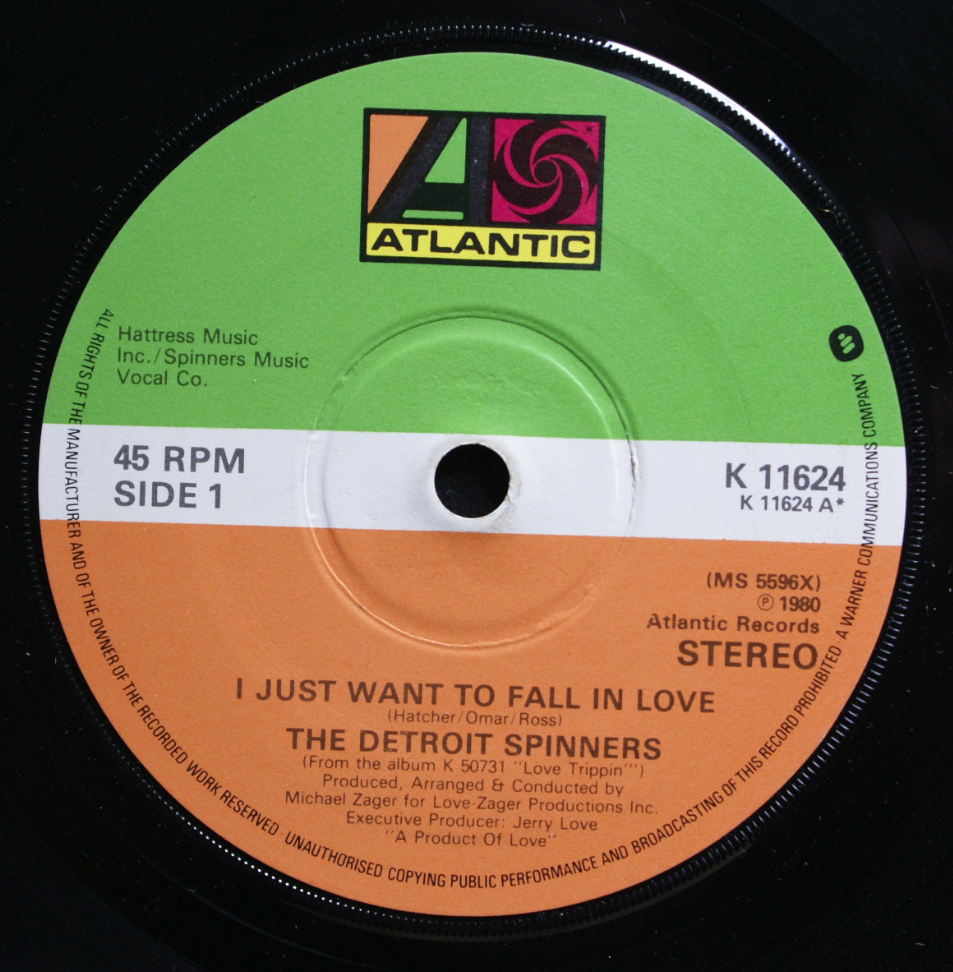 ATLANTIC
Hattress Music
Inc./Spinners Music
Vocal Co.
45 RPM
SIDE 1
K 11624
K 11624 A*
(MS 5596X)
℗ 1980
Atlantic Records
STEREO
I JUST WANT TO FALL IN LOVE
(Hatcher/Omar/Ross)
THE DETROIT SPINNERS
(From the album K 50731 "Love Trippin'")
Produced, Arranged & Conducted by
Michael Zager for Love-Zager Productions Inc.
Executive Producer: Jerry Love
"A Product Of Love"
ALL RIGHTS OF THE MANUFACTURER AND OF THE OWNER OF THE RECORDED WORK RESERVED · UNAUTHORISED COPYING PUBLIC PERFORMANCE AND BROADCASTING OF THIS RECORD PROHIBITED · A WARNER COMMUNICATIONS COMPANY